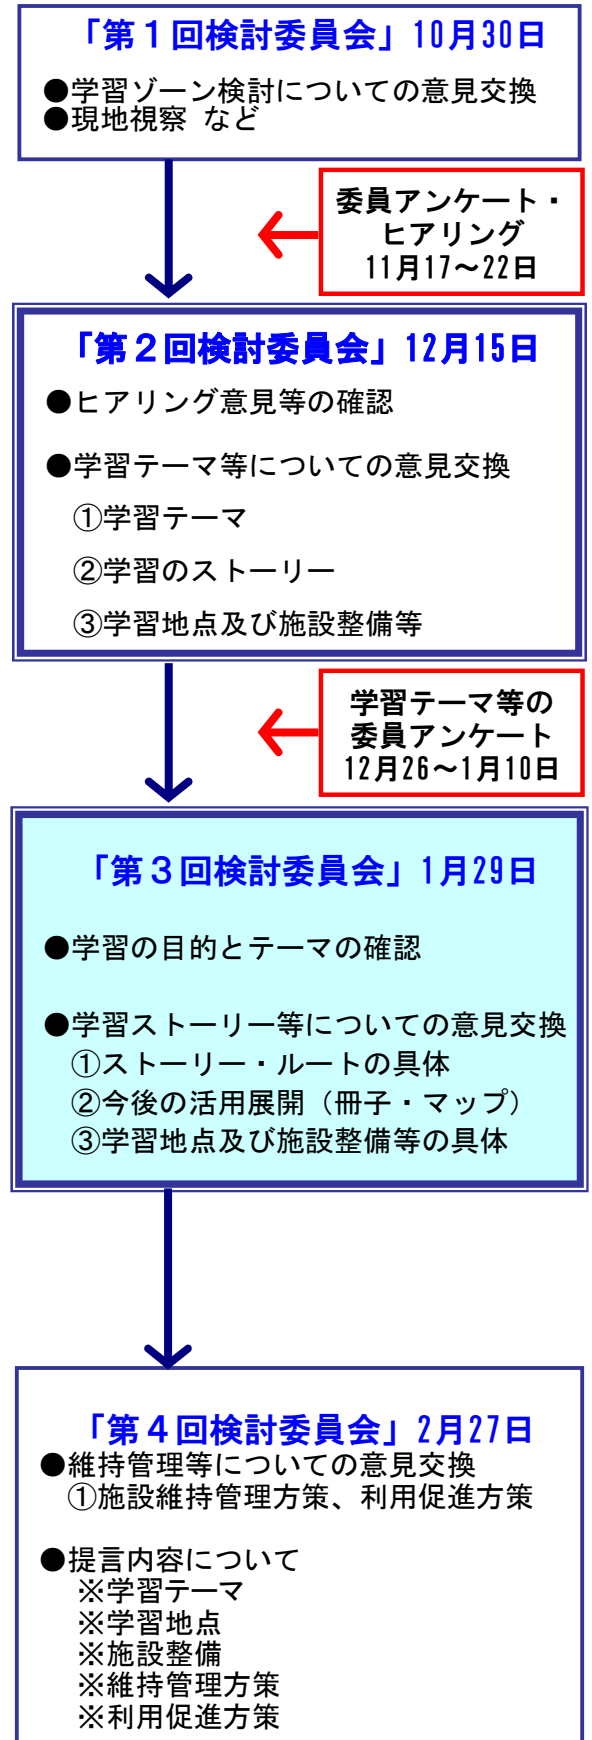 「第１回検討委員会」10月30日
●学習ゾーン検討についての意見交換
●現地視察 など
委員アンケート・
ヒアリング
11月17～22日
「第２回検討委員会」12月15日
●ヒアリング意見等の確認
●学習テーマ等についての意見交換
①学習テーマ
②学習のストーリー
③学習地点及び施設整備等
学習テーマ等の
委員アンケート
12月26～1月10日
「第３回検討委員会」1月29日
●学習の目的とテーマの確認
●学習ストーリー等についての意見交換
①ストーリー・ルートの具体
②今後の活用展開（冊子・マップ）
③学習地点及び施設整備等の具体
「第４回検討委員会」2月27日
●維持管理等についての意見交換
①施設維持管理方策、利用促進方策
●提言内容について
※学習テーマ
※学習地点
※施設整備
※維持管理方策
※利用促進方策